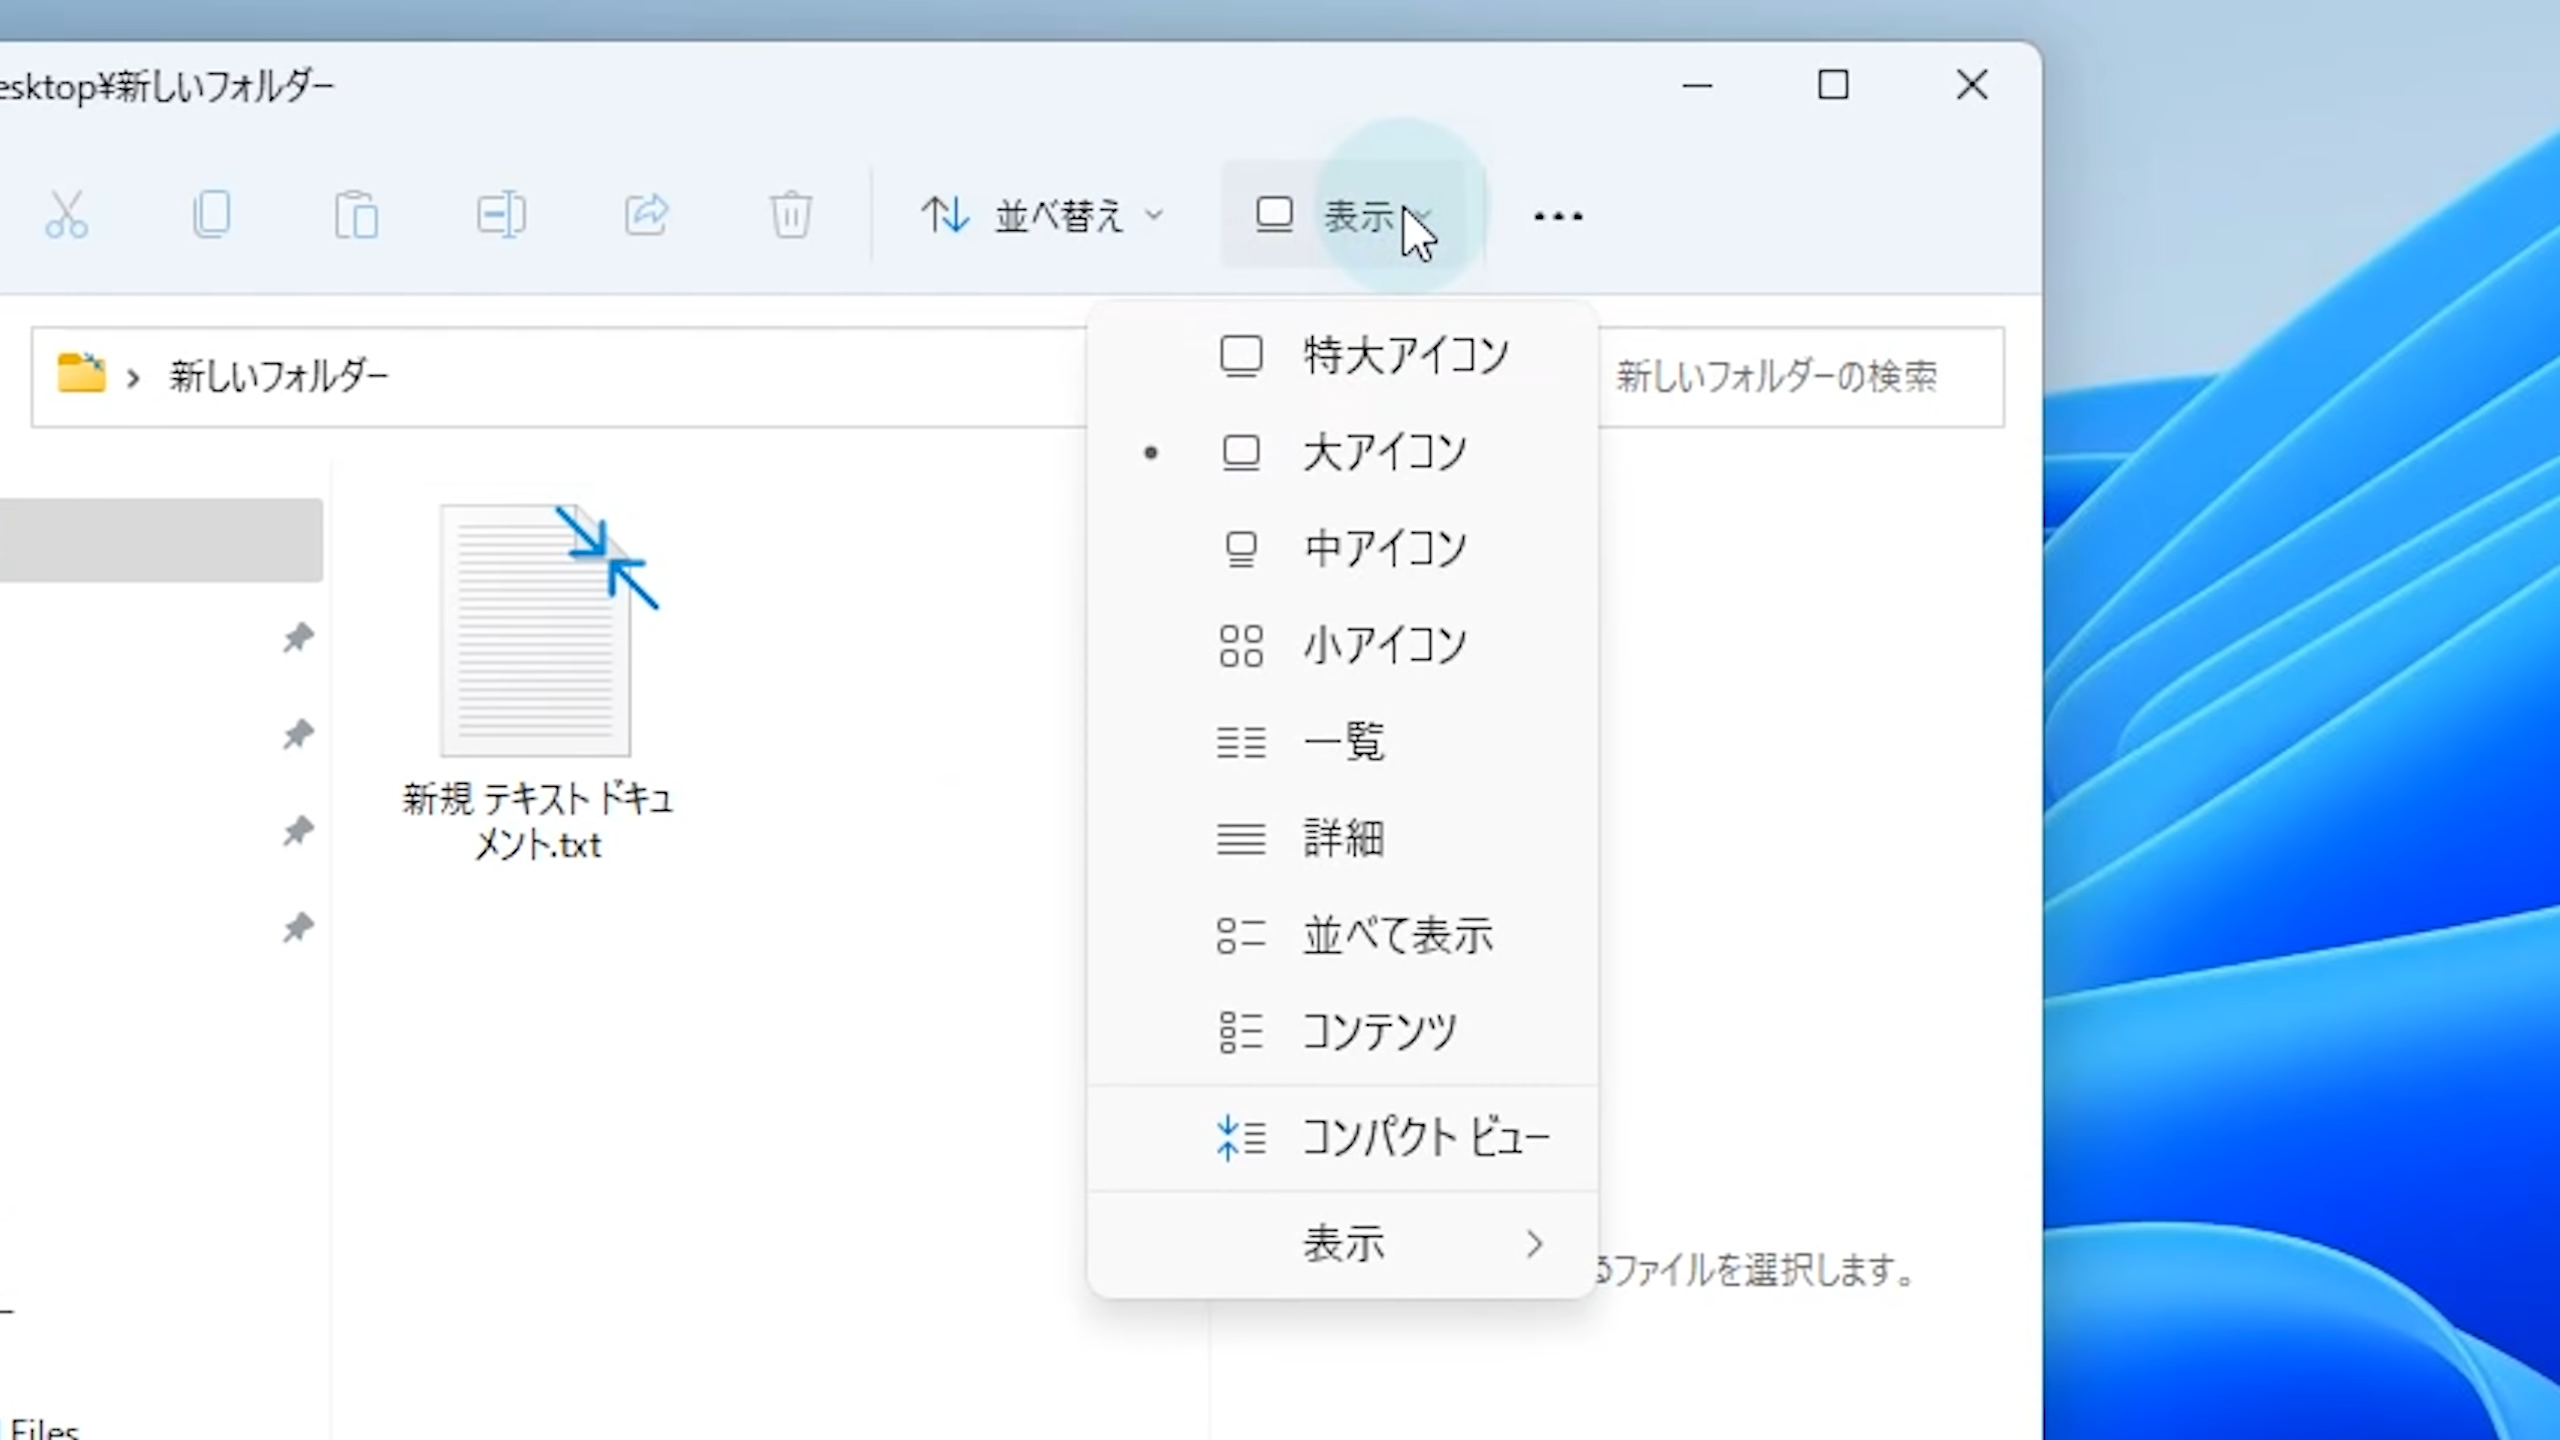 esktop¥新しいフォルダー
並べ替え
表示
新しいフォルダー
新しいフォルダーの検索
特大アイコン
大アイコン
中アイコン
小アイコン
一覧
詳細
並べて表示
コンテンツ
コンパクト ビュー
表示
新規 テキスト ドキュ
メント.txt
るファイルを選択します。
Files